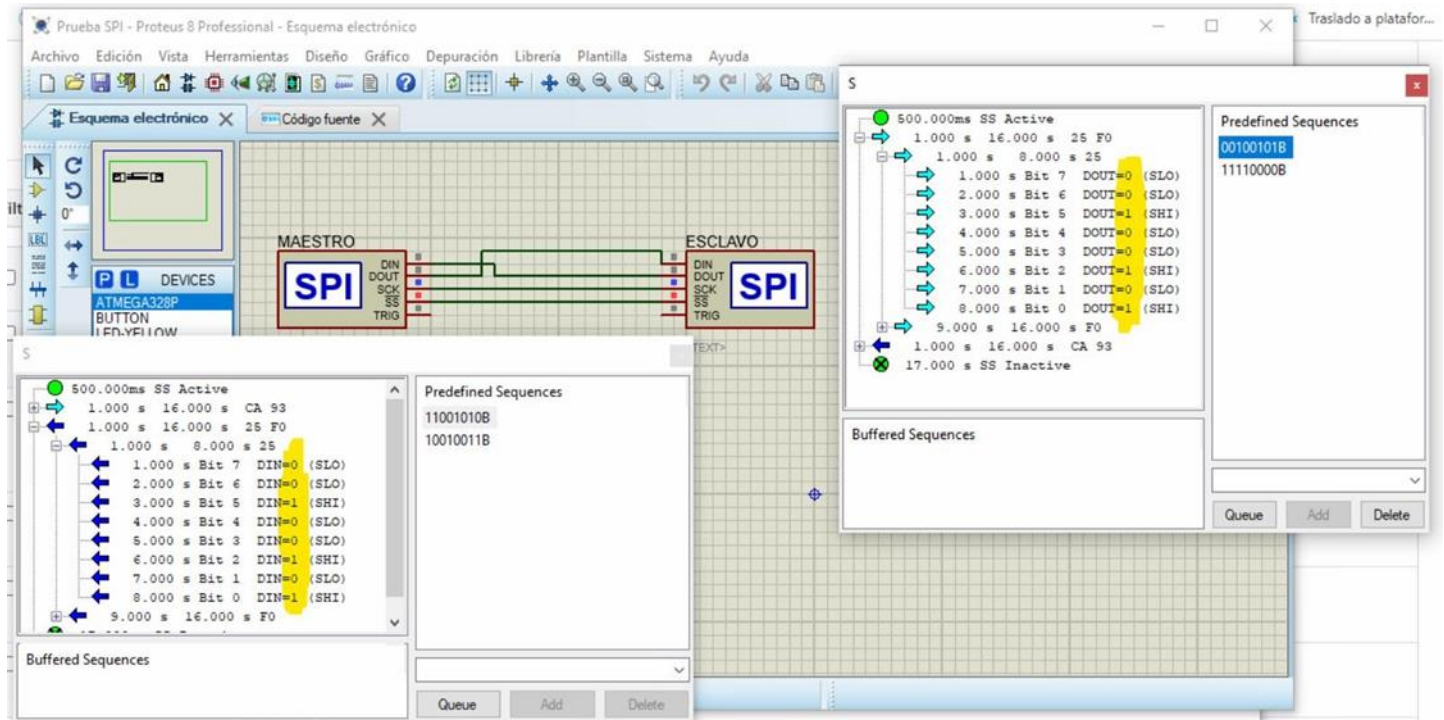 Prueba SPI - Proteus 8 Professional - Esquema electrónico
Traslado a platafor...
Archivo Edición Vista Herramientas Diseño Gráfico Depuración Librería Plantilla Sistema Ayuda
Esquema electrónico
Código fuente
0°
LBL
P L DEVICES
ATMEGA328P
BUTTON
LED-YELLOW
MAESTRO
SPI
DIN
DOUT
SCK
SS
TRIG
ESCLAVO
DIN
DOUT
SCK
SS
TRIG
SPI
S
500.000ms SS Active
1.000 s 16.000 s 25 F0
1.000 s 8.000 s 25
1.000 s Bit 7 DOUT=0 (SLO)
2.000 s Bit 6 DOUT=0 (SLO)
3.000 s Bit 5 DOUT=1 (SHI)
4.000 s Bit 4 DOUT=0 (SLO)
5.000 s Bit 3 DOUT=0 (SLO)
6.000 s Bit 2 DOUT=1 (SHI)
7.000 s Bit 1 DOUT=0 (SLO)
8.000 s Bit 0 DOUT=1 (SHI)
9.000 s 16.000 s F0
1.000 s 16.000 s CA 93
17.000 s SS Inactive
Predefined Sequences
00100101B
11110000B
Buffered Sequences
Queue Add Delete
S
500.000ms SS Active
1.000 s 16.000 s CA 93
1.000 s 16.000 s 25 F0
1.000 s 8.000 s 25
1.000 s Bit 7 DIN=0 (SLO)
2.000 s Bit 6 DIN=0 (SLO)
3.000 s Bit 5 DIN=1 (SHI)
4.000 s Bit 4 DIN=0 (SLO)
5.000 s Bit 3 DIN=0 (SLO)
6.000 s Bit 2 DIN=1 (SHI)
7.000 s Bit 1 DIN=0 (SLO)
8.000 s Bit 0 DIN=1 (SHI)
9.000 s 16.000 s F0
Predefined Sequences
11001010B
10010011B
Buffered Sequences
Queue Add Delete